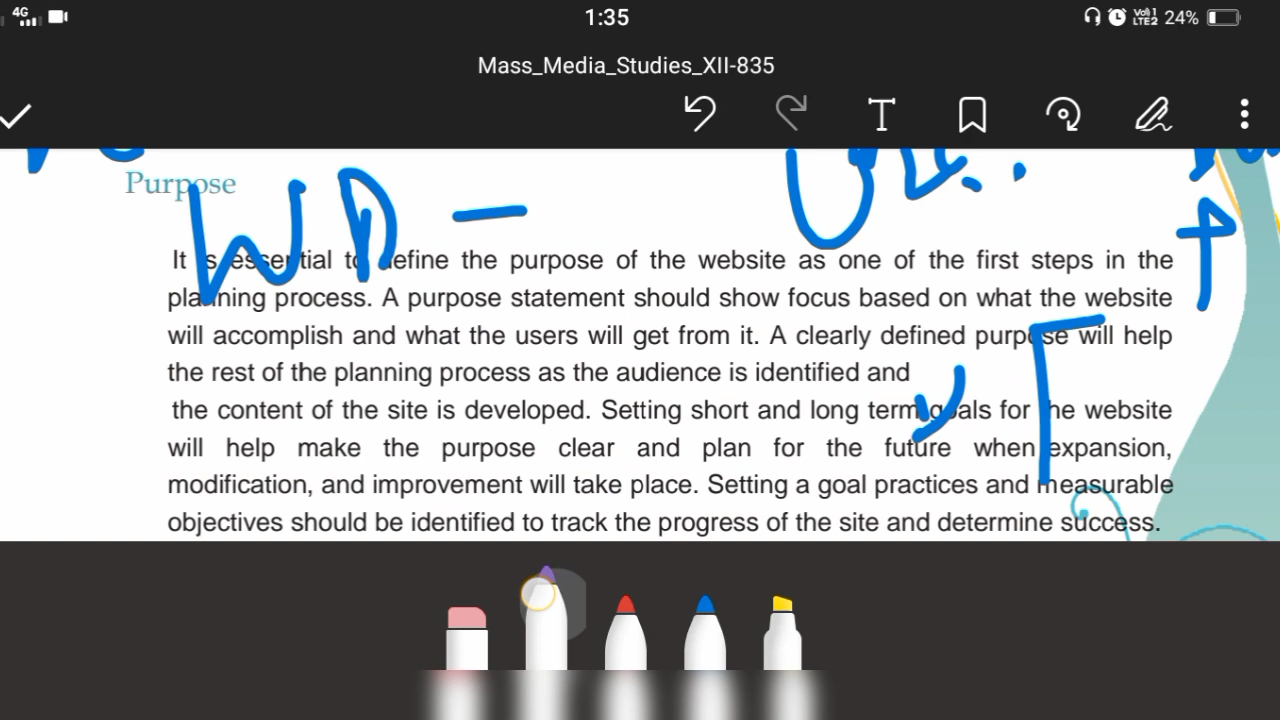 4G 1:35 Vol1 LTE2 24%
Mass_Media_Studies_XII-835
T
Purpose
WD -
It is essential to define the purpose of the website as one of the first steps in the
planning process. A purpose statement should show focus based on what the website
will accomplish and what the users will get from it. A clearly defined purpose will help
the rest of the planning process as the audience is identified and
the content of the site is developed. Setting short and long term goals for the website
will help make the purpose clear and plan for the future when expansion,
modification, and improvement will take place. Setting a goal practices and measurable
objectives should be identified to track the progress of the site and determine success.